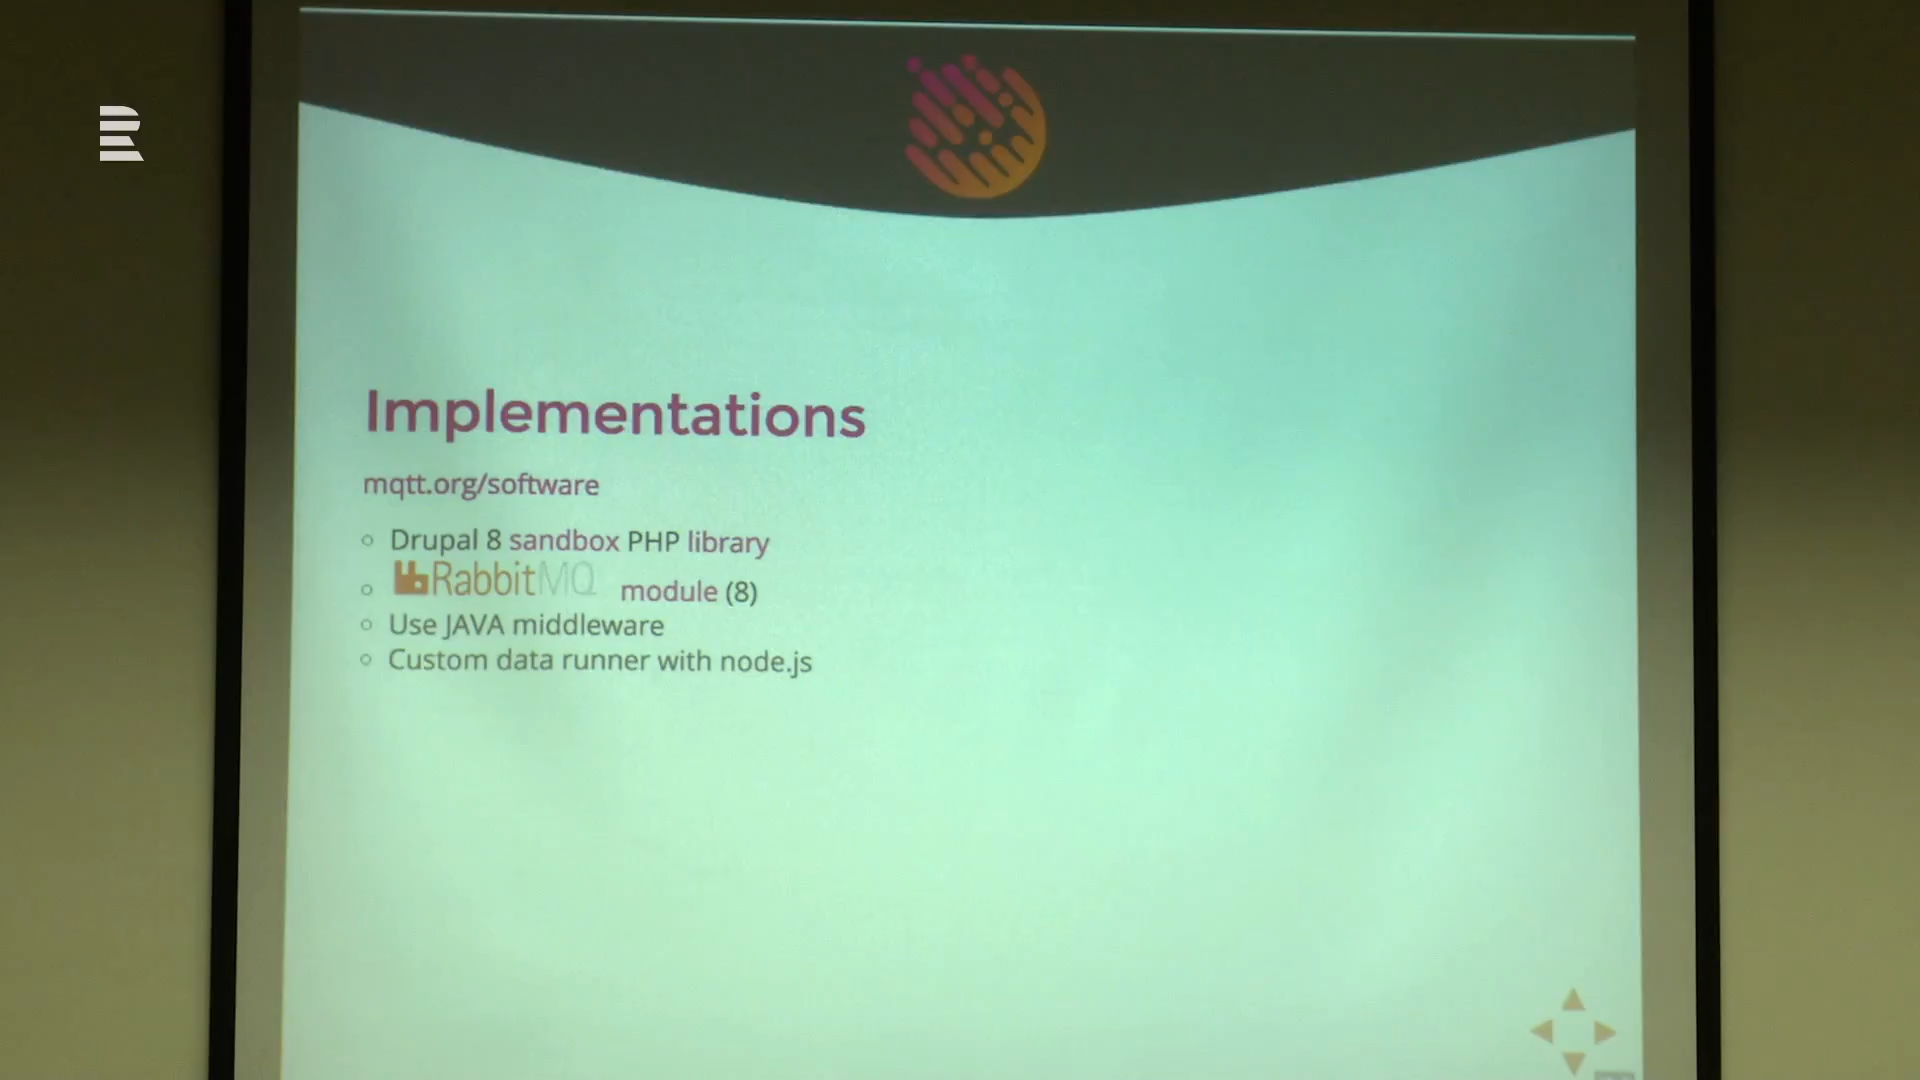 Implementations
mqtt.org/software
Drupal 8 sandbox PHP library
RabbitMQ module (8)
Use JAVA middleware
Custom data runner with node.js